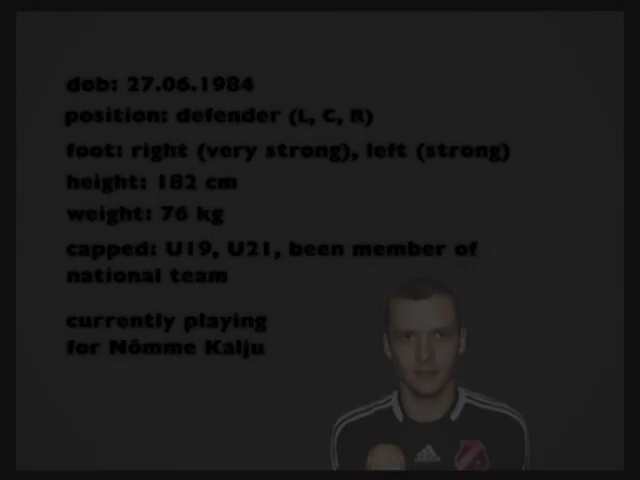 dob: 27.06.1984
position: defender (L, C, R)
foot: right (very strong), left (strong)
height: 182 cm
weight: 76 kg
capped: U19, U21, been member of
national team
currently playing
for Nõmme Kalju